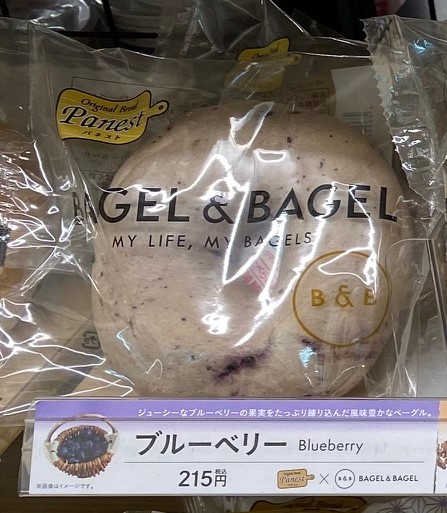 Original Bread
Panest
パネスト
BAGEL & BAGEL
MY LIFE, MY BAGELS
B & B
ジューシーなブルーベリーの果実をたっぷり練り込んだ風味豊かなベーグル。
ブルーベリー Blueberry
215円 税込
※画像はイメージです。
Panest × B&B BAGEL&BAGEL